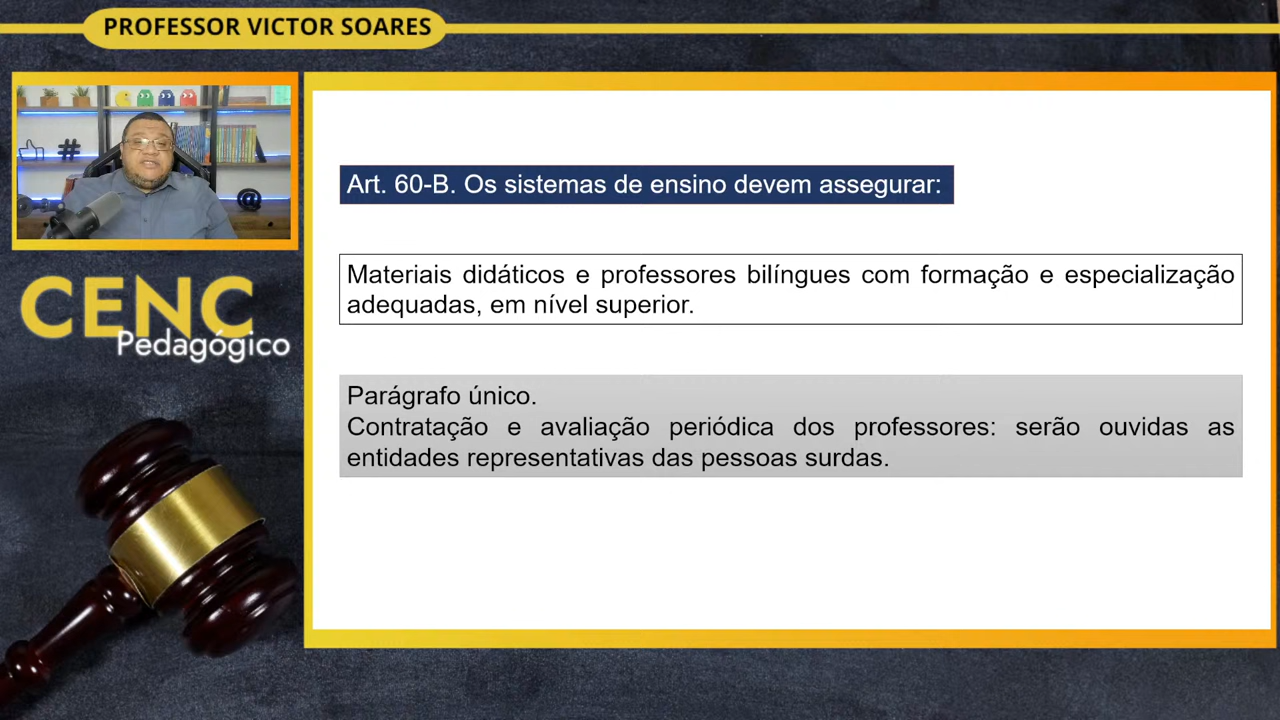 PROFESSOR VICTOR SOARES
#
@
CENC
Pedagógico
Art. 60-B. Os sistemas de ensino devem assegurar:
Materiais didáticos e professores bilíngues com formação e especialização
adequadas, em nível superior.
Parágrafo único.
Contratação e avaliação periódica dos professores: serão ouvidas as
entidades representativas das pessoas surdas.